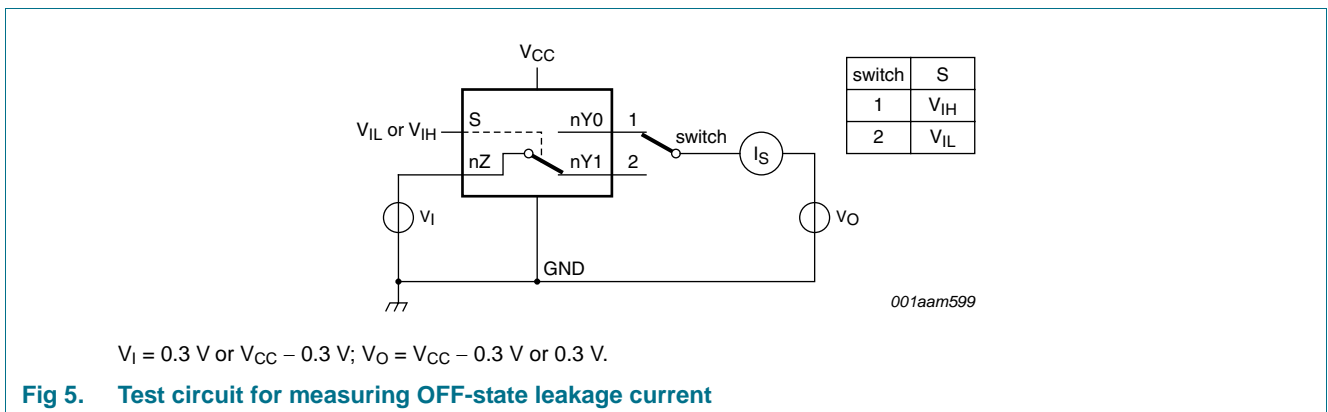 VCC
switch S
1 VIH
2 VIL
VIL or VIH S nY0 1 switch IS
nZ nY1 2
VI VO
GND
001aam599
VI = 0.3 V or VCC − 0.3 V; VO = VCC − 0.3 V or 0.3 V.
Fig 5. Test circuit for measuring OFF-state leakage current